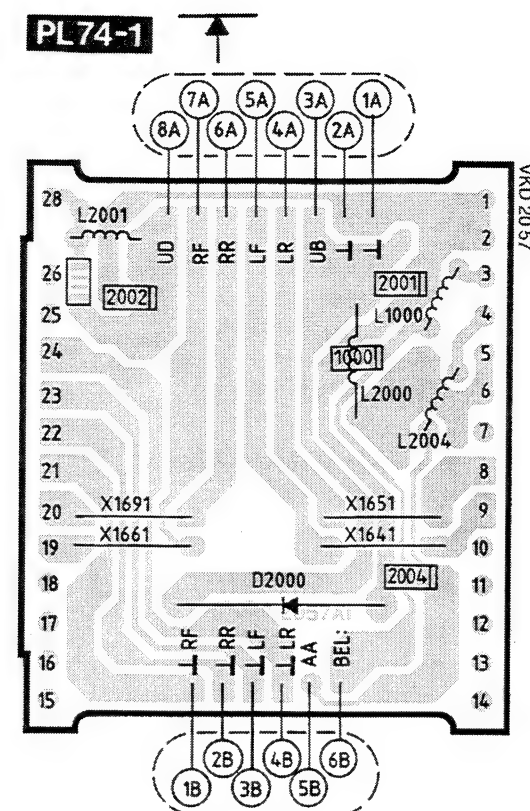 PL74-1
7A 5A 3A 1A
8A 6A 4A 2A
VKD 2057
28 1
L2001
UD RF RR LF LR UB
2
26 2001 3
2002 L1000
25 4
24 1000 5
L2000
23 6
22 L2004 7
21 8
X1691 X1651
20 9
X1661 X1641
19 10
D2000 2004
18 11
17 12
RF RR LF LR AA BEL:
16 13
15 14
2B 4B 6B
1B 3B 5B